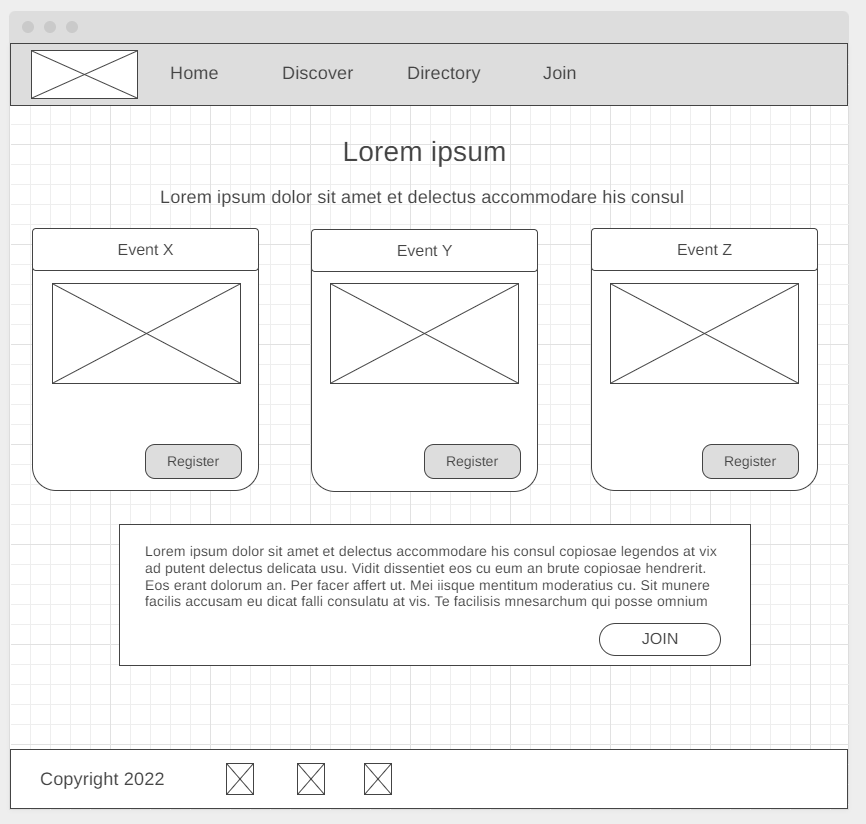 Home Discover Directory Join
Lorem ipsum
Lorem ipsum dolor sit amet et delectus accommodare his consul
Event X
Event Y
Event Z
Register
Register
Register
Lorem ipsum dolor sit amet et delectus accommodare his consul copiosae legendos at vix
ad putent delectus delicata usu. Vidit dissentiet eos cu eum an brute copiosae hendrerit.
Eos erant dolorum an. Per facer affert ut. Mei iisque mentitum moderatius cu. Sit munere
facilis accusam eu dicat falli consulatu at vis. Te facilisis mnesarchum qui posse omnium
JOIN
Copyright 2022